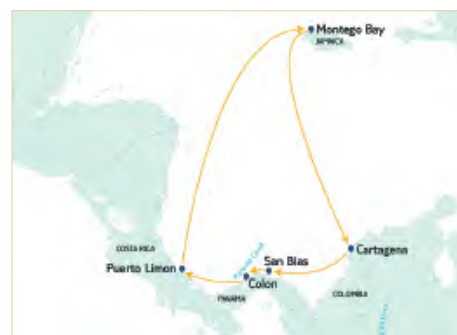 Montego Bay
JAMAICA
Cartagena
COSTA RICA
San Blas
Puerto Limon
Colon
PANAMA
COLOMBIA